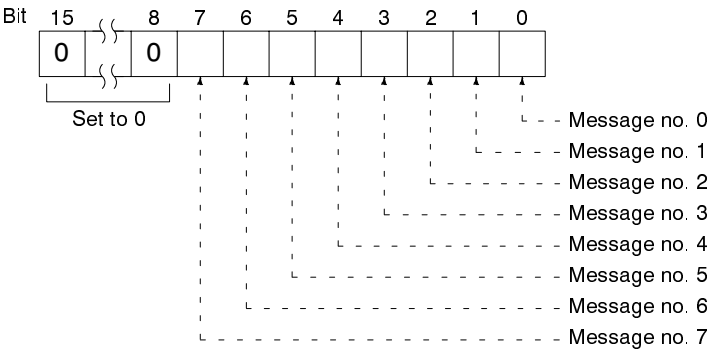 Bit 15 8 7 6 5 4 3 2 1 0
0 0
Set to 0
Message no. 0
Message no. 1
Message no. 2
Message no. 3
Message no. 4
Message no. 5
Message no. 6
Message no. 7